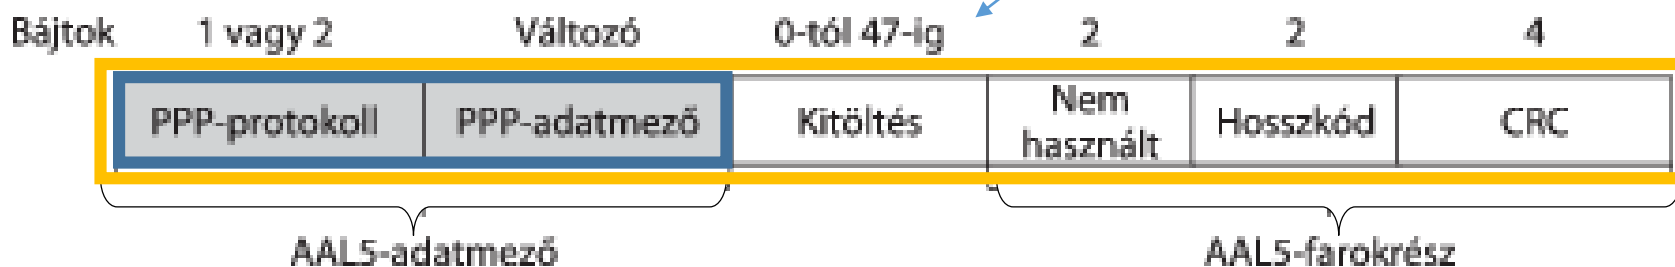 Bájtok 1 vagy 2 Változó 0-tól 47-ig 2 2 4
PPP-protokoll PPP-adatmező Kitöltés Nem használt Hosszkód CRC
AAL5-adatmező AAL5-farokrész